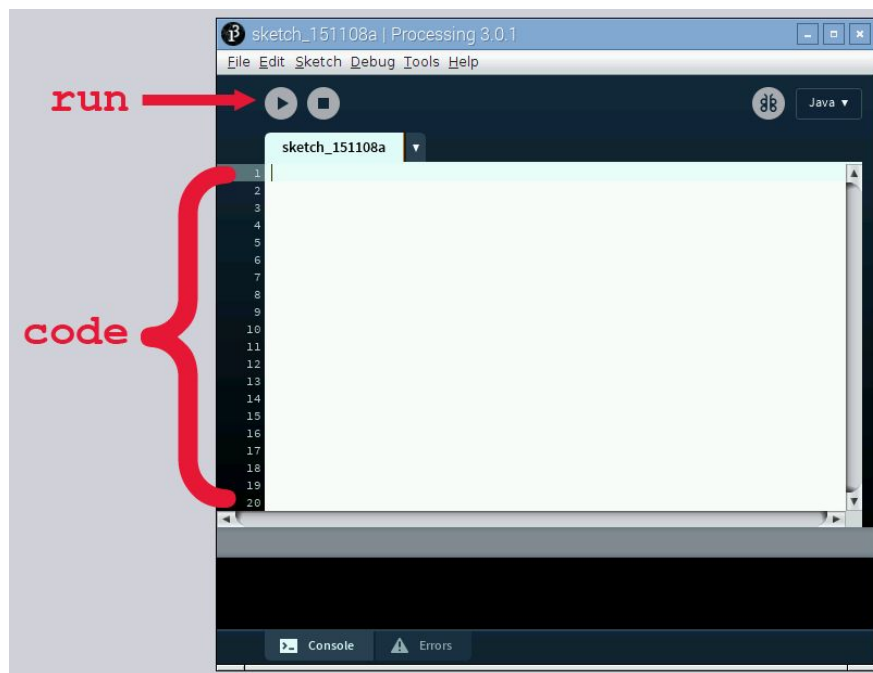 sketch_151108a | Processing 3.0.1
File Edit Sketch Debug Tools Help
run
Java
sketch_151108a
1
2
3
4
5
6
7
8
9
10
11
12
13
14
15
16
17
18
19
20
code
Console Errors